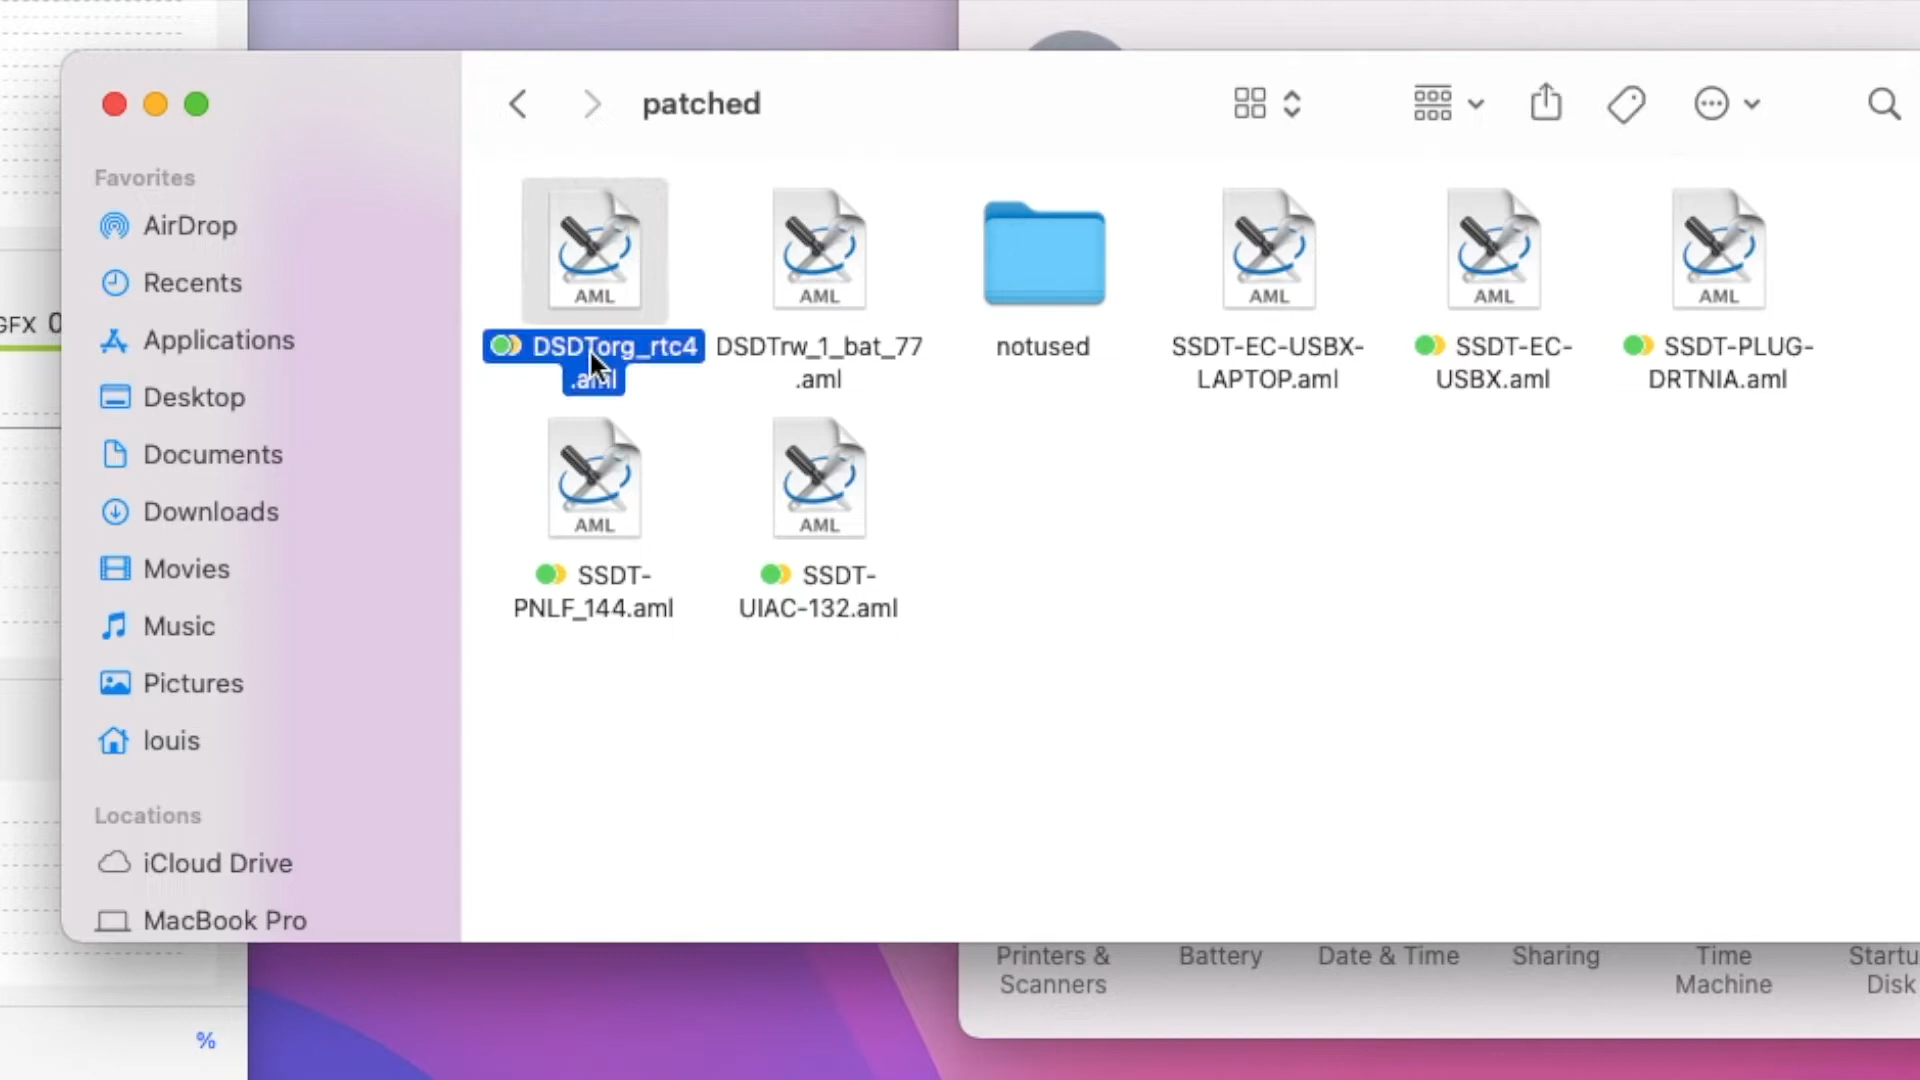 patched
Favorites
AirDrop
Recents
Applications
Desktop
Documents
Downloads
Movies
Music
Pictures
louis
Locations
iCloud Drive
MacBook Pro
AML
AML
AML
AML
AML
DSDTorg_rtc4
.aml
DSDTrw_1_bat_77
.aml
notused
SSDT-EC-USBX-
LAPTOP.aml
SSDT-EC-
USBX.aml
SSDT-PLUG-
DRTNIA.aml
AML
AML
SSDT-
PNLF_144.aml
SSDT-
UIAC-132.aml
GFX 0
Printers &
Scanners
Battery
Date & Time
Sharing
Time
Machine
Startu
Disk
%